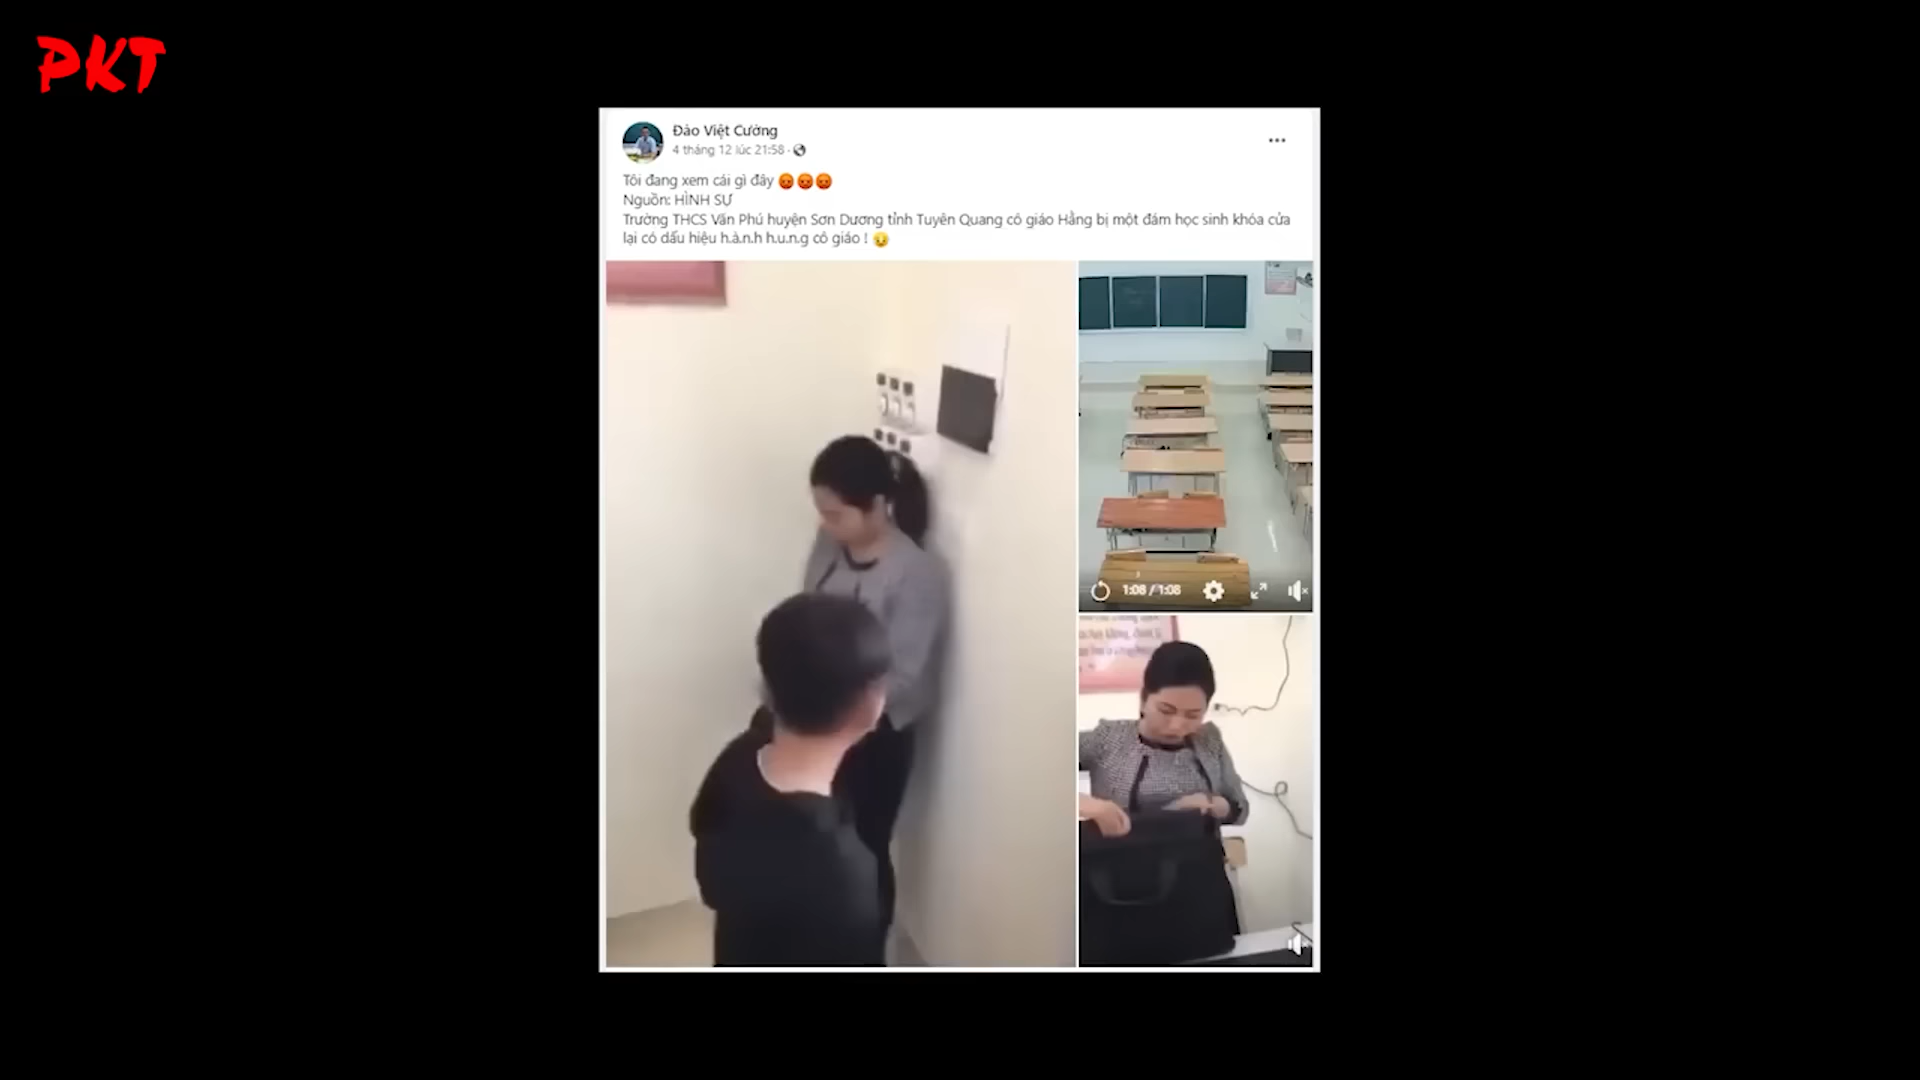 PKT
Đào Việt Cường
4 tháng 12 lúc 21:58
Tôi đang xem cái gì đây
Nguồn: HÌNH SỰ
Trường THCS Văn Phú huyện Sơn Dương tỉnh Tuyên Quang cô giáo Hằng bị một đám học sinh khóa cửa
lại có dấu hiệu h.à.n.h h.u.n.g cô giáo !
1:08 / 1:08